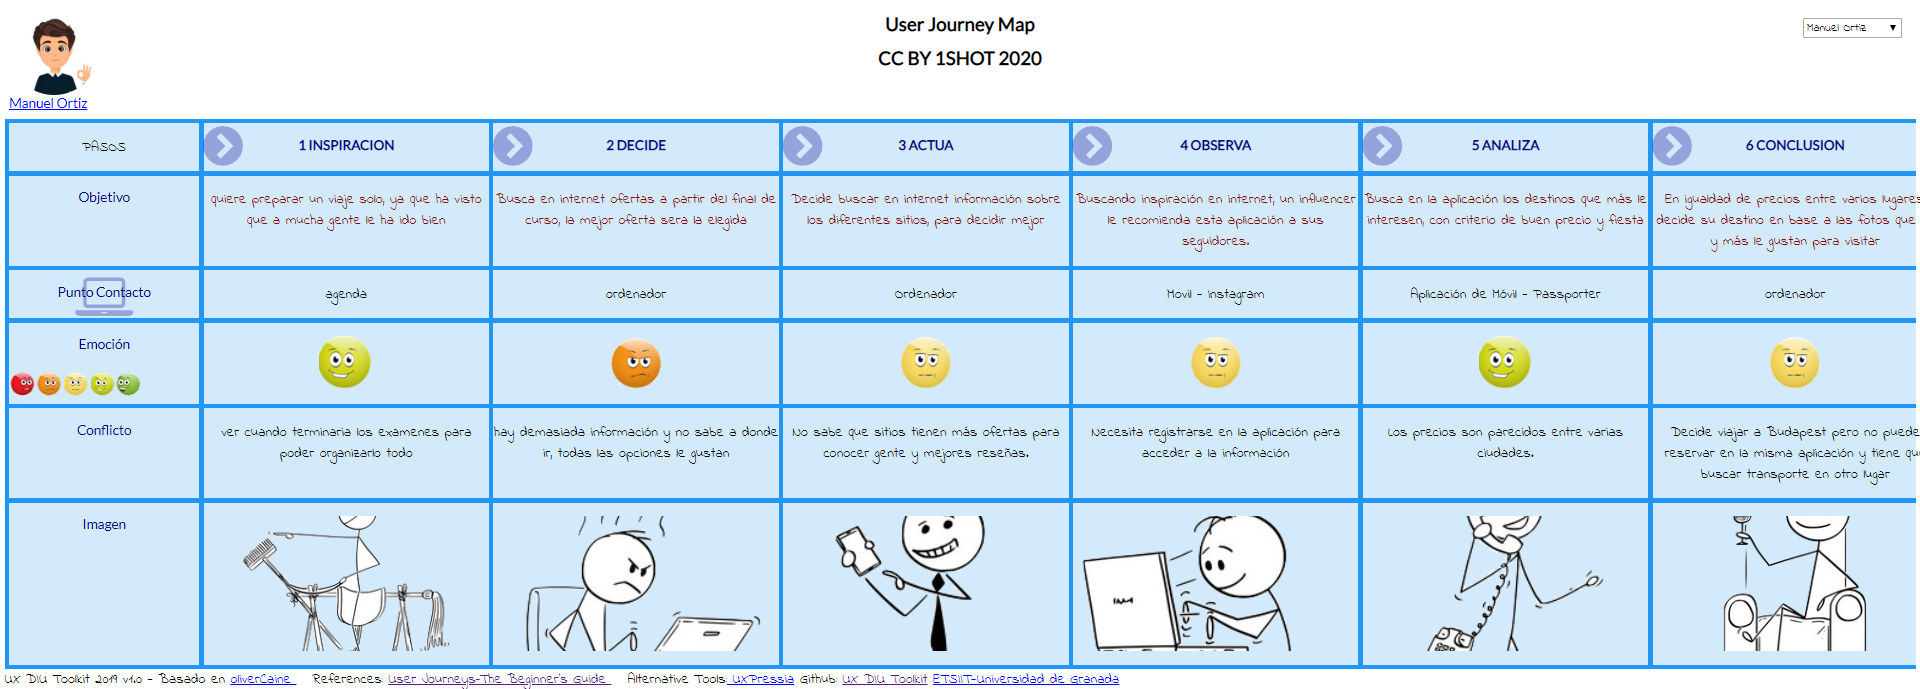 User Journey Map
CC BY 1SHOT 2020
Manuel Ortiz
Manuel Ortiz
PASOS
1 INSPIRACION
2 DECIDE
3 ACTUA
4 OBSERVA
5 ANALIZA
6 CONCLUSION
Objetivo
quiere preparar un viaje solo, ya que ha visto
que a mucha gente le ha ido bien
Busca en internet ofertas a partir del final de
curso, la mejor oferta sera la elegida
Decide buscar en internet información sobre
los diferentes sitios, para decidir mejor
Buscando inspiración en internet, un influencer
le recomienda esta aplicación a sus
seguidores.
Busca en la aplicación los destinos que más le
interesen, con criterio de buen precio y fiesta
En igualdad de precios entre varios lugares
decide su destino en base a las fotos que
y más le gustan para visitar
Punto Contacto
agenda
ordenador
Ordenador
Movil - Instagram
Aplicación de Móvil - Passporter
ordenador
Emoción
Conflicto
ver cuando terminaria los examenes para
poder organizarlo todo
hay demasiada información y no sabe a donde
ir, todas las opciones le gustan
No sabe que sitios tienen más ofertas para
conocer gente y mejores reseñas.
Necesita registrarse en la aplicación para
acceder a la información
Los precios son parecidos entre varias
ciudades.
Decide viajar a Budapest pero no puede
reservar en la misma aplicación y tiene qu
buscar transporte en otro lugar
Imagen
UX DIU Toolkit 2019 v1.0 - Basado en oliverCaine References: User Journeys-The Beginner's Guide Alternative Tools: UXPressia Github: UX DIU Toolkit ETSIIT-Universidad de Granada